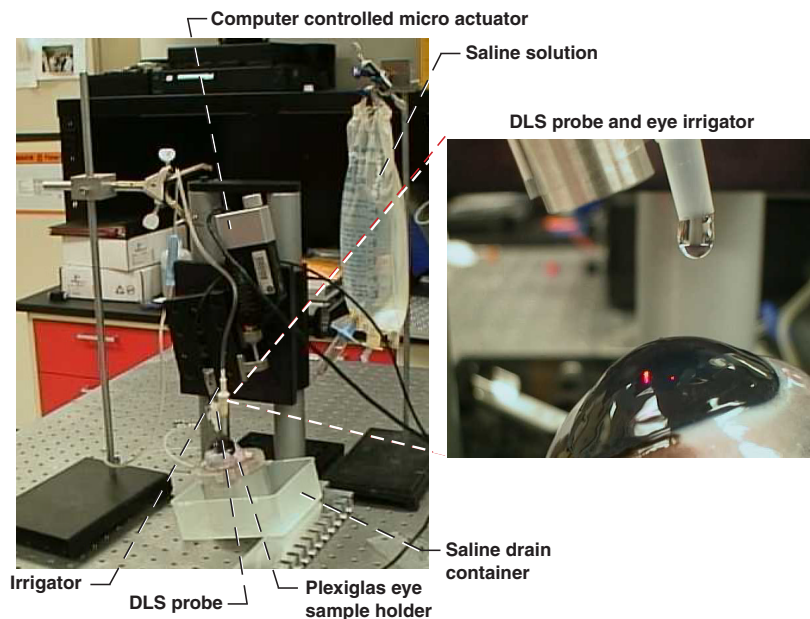 Computer controlled micro actuator
Saline solution
DLS probe and eye irrigator
Saline drain
container
Irrigator
DLS probe
Plexiglas eye
sample holder